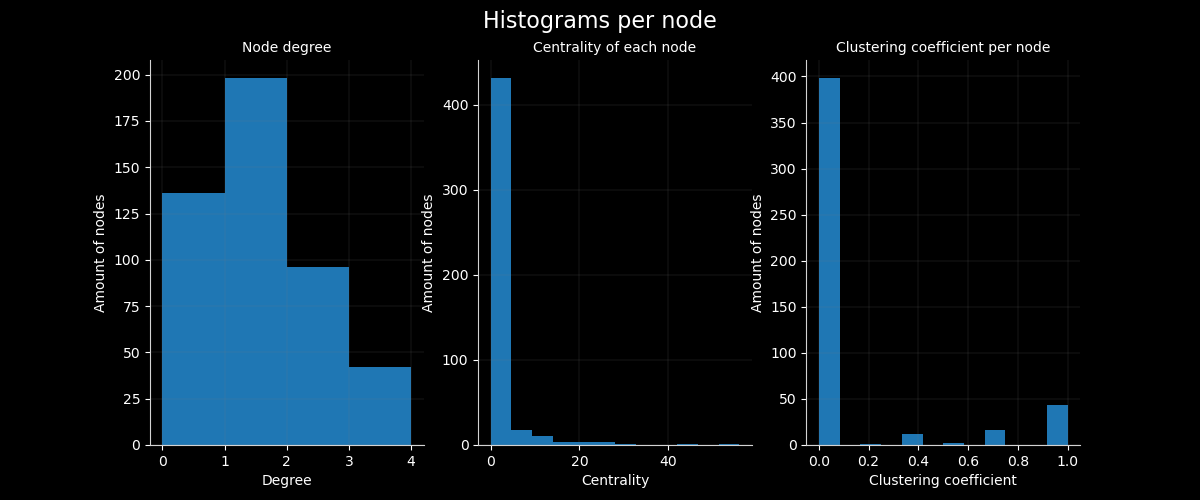 Histograms per node
Node degree
Amount of nodes
200
175
150
125
100
75
50
25
0
0 1 2 3 4
Degree
Centrality of each node
Amount of nodes
400
300
200
100
0
0 20 40
Centrality
Clustering coefficient per node
Amount of nodes
400
350
300
250
200
150
100
50
0
0.0 0.2 0.4 0.6 0.8 1.0
Clustering coefficient